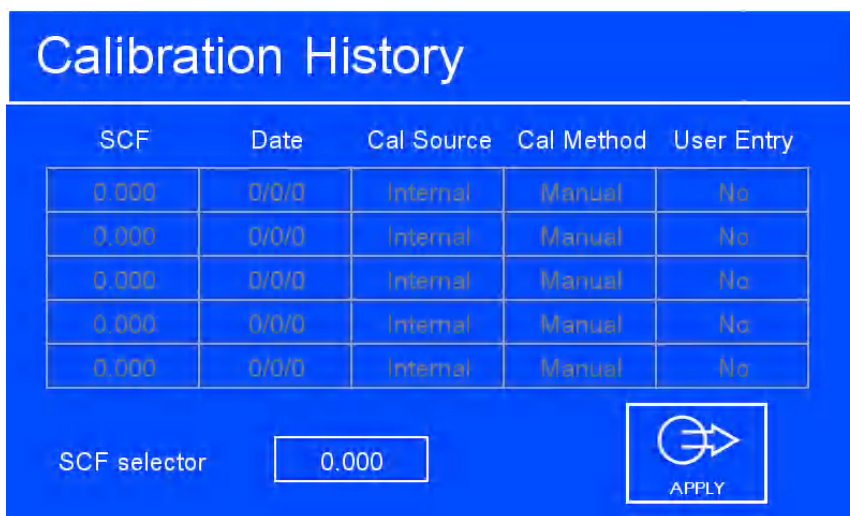 Calibration History
SCF Date Cal Source Cal Method User Entry
0.000 0/0/0 Internal Manual No
0.000 0/0/0 Internal Manual No
0.000 0/0/0 Internal Manual No
0.000 0/0/0 Internal Manual No
0.000 0/0/0 Internal Manual No
SCF selector 0.000
APPLY